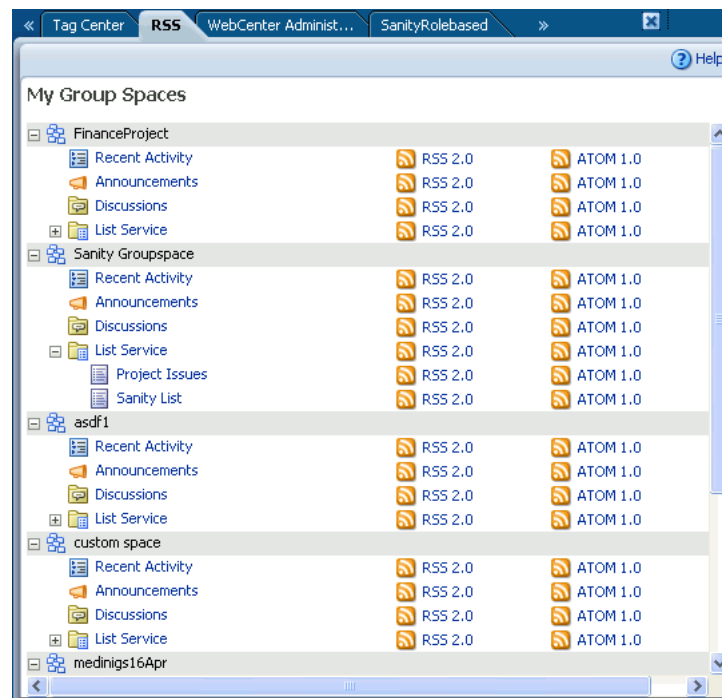 « Tag Center RSS WebCenter Administ... SanityRolebased »
Help
My Group Spaces
FinanceProject
Recent Activity RSS 2.0 ATOM 1.0
Announcements RSS 2.0 ATOM 1.0
Discussions RSS 2.0 ATOM 1.0
List Service RSS 2.0 ATOM 1.0
Sanity Groupspace
Recent Activity RSS 2.0 ATOM 1.0
Announcements RSS 2.0 ATOM 1.0
Discussions RSS 2.0 ATOM 1.0
List Service RSS 2.0 ATOM 1.0
Project Issues RSS 2.0 ATOM 1.0
Sanity List RSS 2.0 ATOM 1.0
asdf1
Recent Activity RSS 2.0 ATOM 1.0
Announcements RSS 2.0 ATOM 1.0
Discussions RSS 2.0 ATOM 1.0
List Service RSS 2.0 ATOM 1.0
custom space
Recent Activity RSS 2.0 ATOM 1.0
Announcements RSS 2.0 ATOM 1.0
Discussions RSS 2.0 ATOM 1.0
List Service RSS 2.0 ATOM 1.0
medinigs16Apr